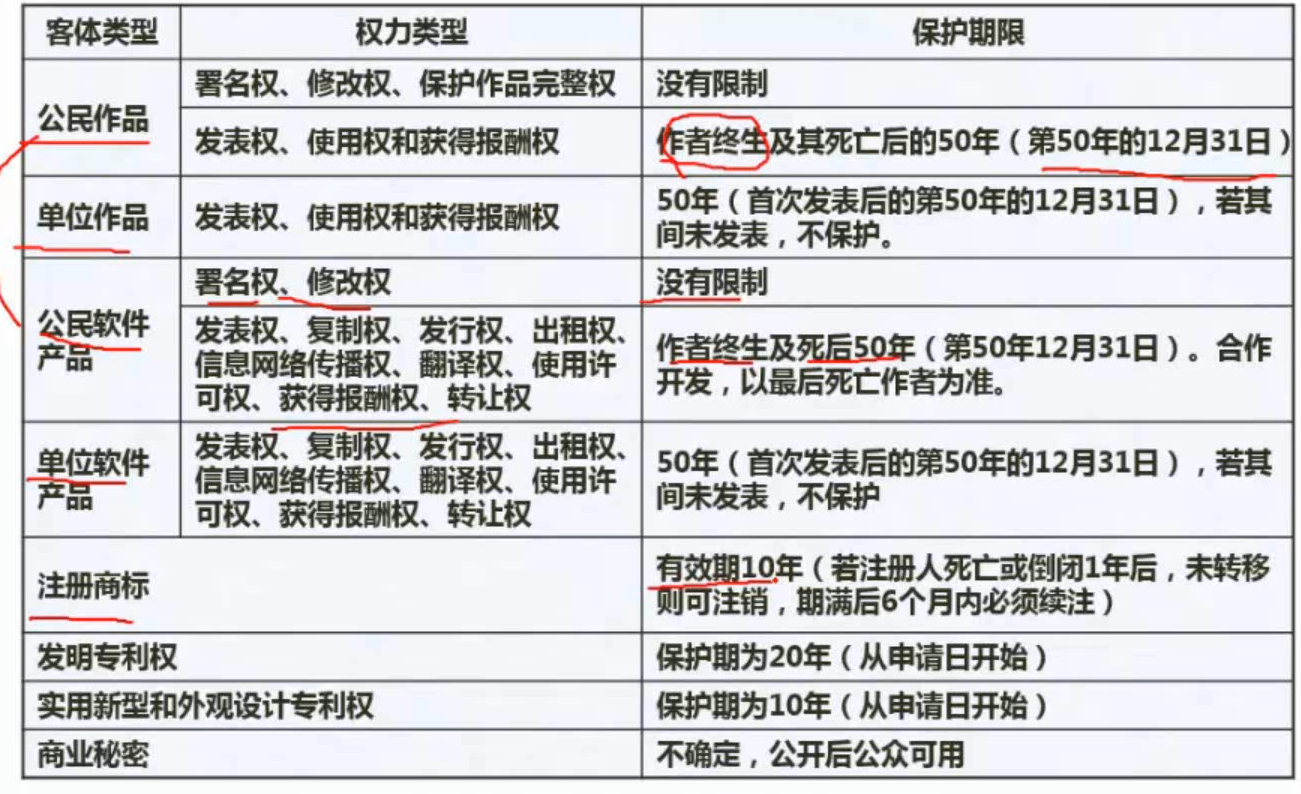 客体类型
权力类型
保护期限
公民作品
署名权、修改权、保护作品完整权
没有限制
发表权、使用权和获得报酬权
作者终生及其死亡后的50年（第50年的12月31日）
单位作品
发表权、使用权和获得报酬权
50年（首次发表后的第50年的12月31日），若其
间未发表，不保护。
公民软件
产品
署名权、修改权
没有限制
发表权、复制权、发行权、出租权、
信息网络传播权、翻译权、使用许
可权、获得报酬权、转让权
作者终生及死后50年（第50年12月31日）。合作
开发，以最后死亡作者为准。
单位软件
产品
发表权、复制权、发行权、出租权、
信息网络传播权、翻译权、使用许
可权、获得报酬权、转让权
50年（首次发表后的第50年的12月31日），若其
间未发表，不保护
注册商标
有效期10年（若注册人死亡或倒闭1年后，未转移
则可注销，期满后6个月内必须续注）
发明专利权
保护期为20年（从申请日开始）
实用新型和外观设计专利权
保护期为10年（从申请日开始）
商业秘密
不确定，公开后公众可用